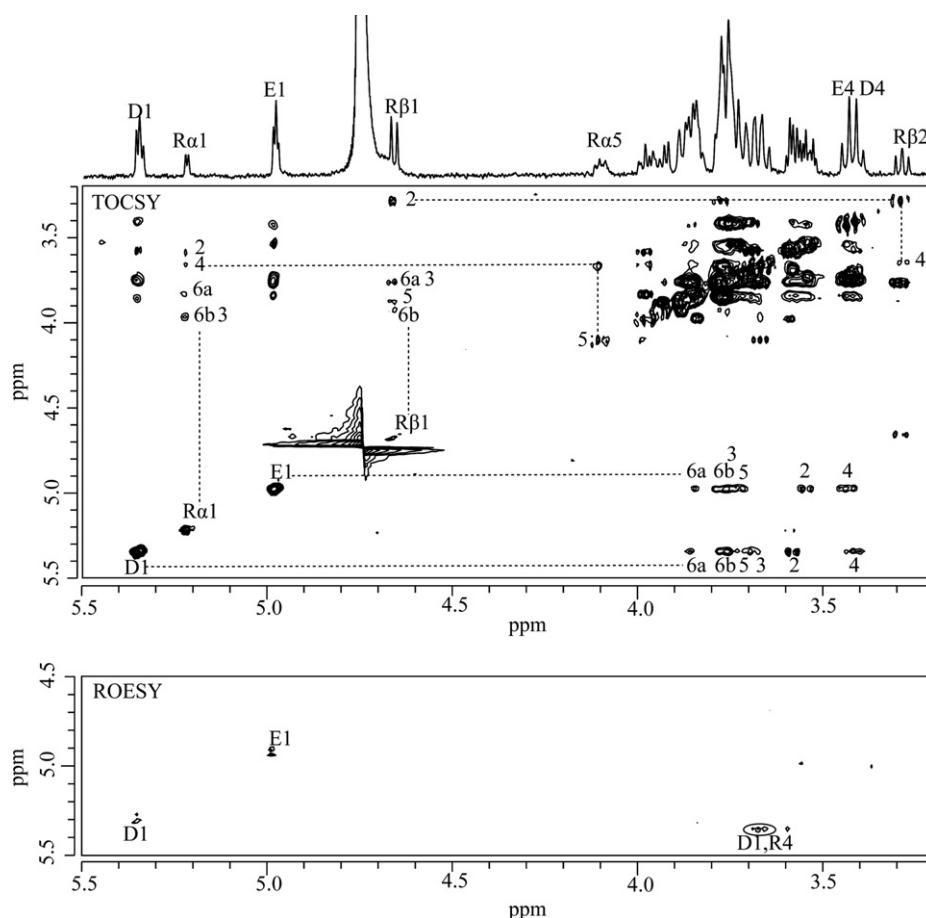 D1
Rα1
E1
Rβ1
Rα5
E4 D4
Rβ2
TOCSY
2
2
4
4
6a
6b 3
6a 3
5
6b
5
Rβ1
E1
3
6a 6b 5 2 4
Rα1
D1
6a 6b 5 3 2 4
3.5
4.0
4.5
5.0
5.5
ppm
5.5 5.0 4.5 4.0 3.5
ppm
ROESY
E1
D1
D1,R4
4.5
5.0
5.5
ppm
5.5 5.0 4.5 4.0 3.5
ppm